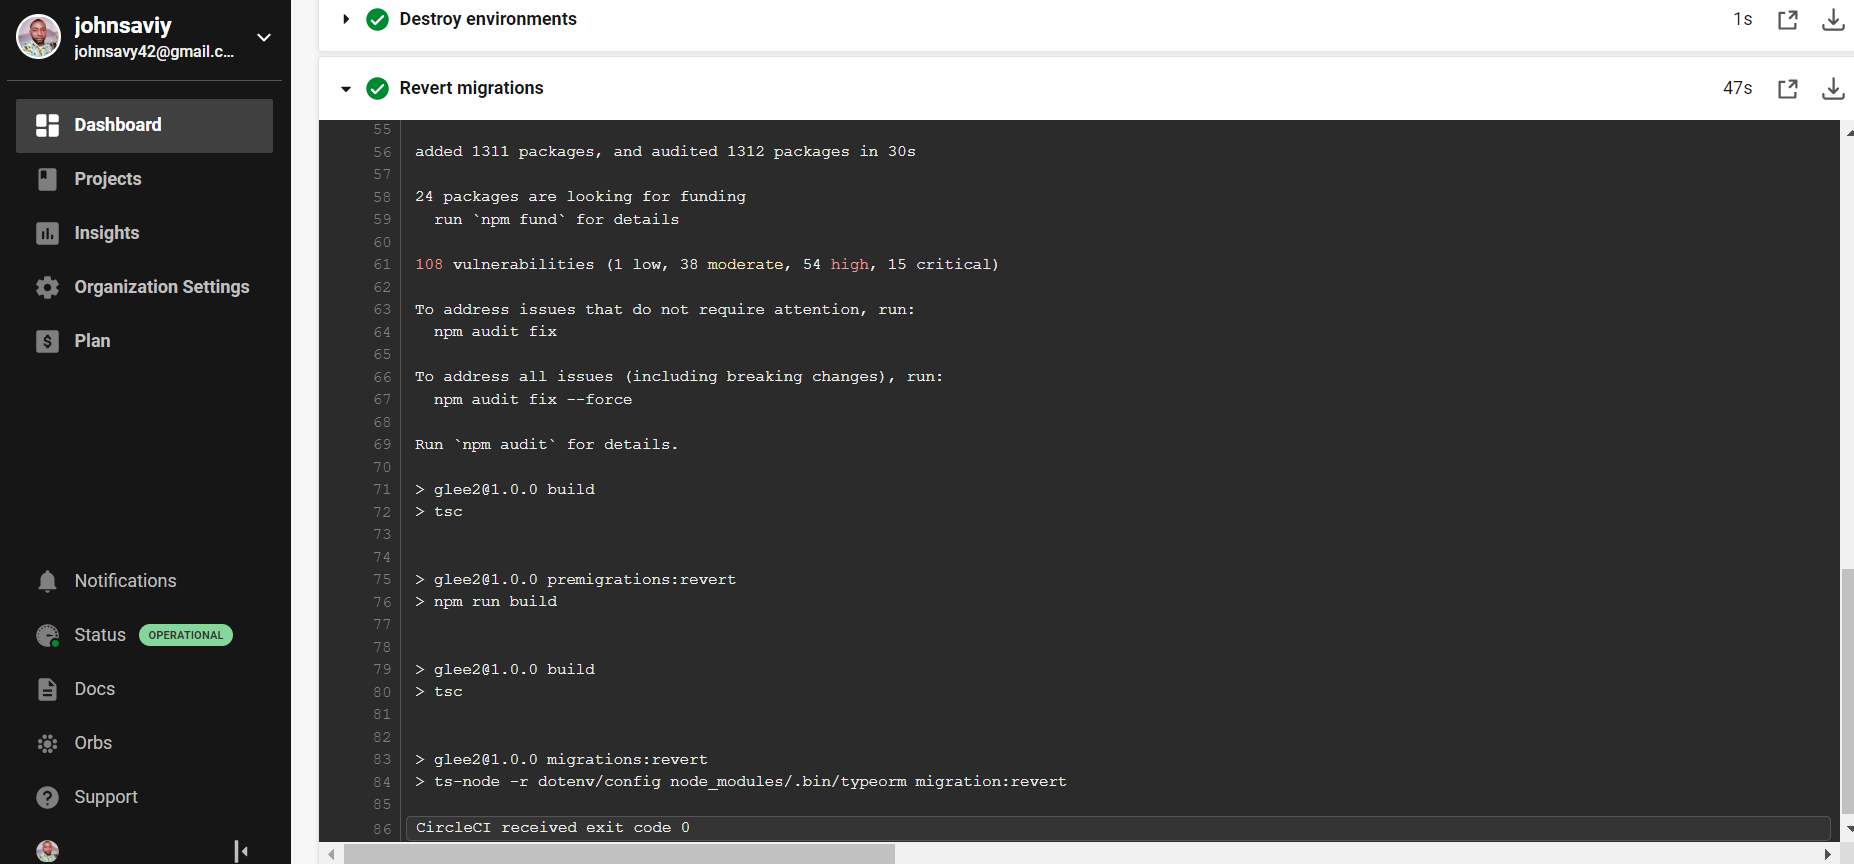 johnsaviy
johnsavy42@gmail.c...
Dashboard
Projects
Insights
Organization Settings
Plan
Notifications
Status OPERATIONAL
Docs
Orbs
Support
Destroy environments 1s
Revert migrations 47s
55
56 added 1311 packages, and audited 1312 packages in 30s
57
58 24 packages are looking for funding
59 run `npm fund` for details
60
61 108 vulnerabilities (1 low, 38 moderate, 54 high, 15 critical)
62
63 To address issues that do not require attention, run:
64 npm audit fix
65
66 To address all issues (including breaking changes), run:
67 npm audit fix --force
68
69 Run `npm audit` for details.
70
71 > glee2@1.0.0 build
72 > tsc
73
74
75 > glee2@1.0.0 premigrations:revert
76 > npm run build
77
78
79 > glee2@1.0.0 build
80 > tsc
81
82
83 > glee2@1.0.0 migrations:revert
84 > ts-node -r dotenv/config node_modules/.bin/typeorm migration:revert
85
86 CircleCI received exit code 0